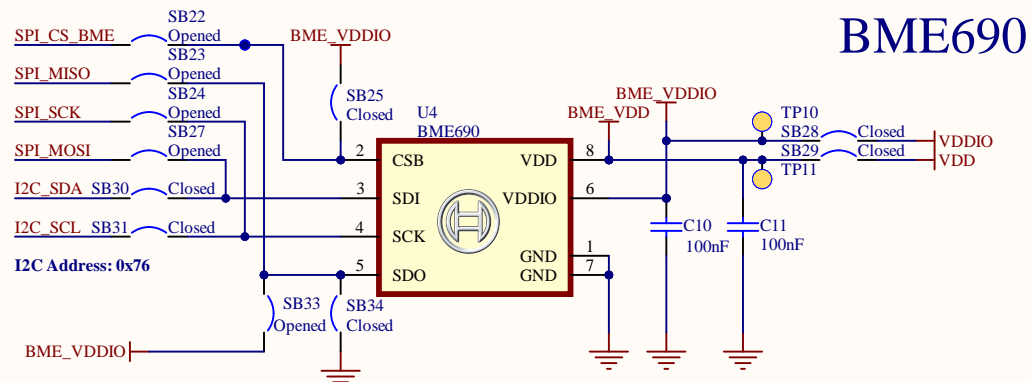 BME690
SPI_CS_BME
SB22
Opened
SPI_MISO
SB23
Opened
SPI_SCK
SB24
Opened
SPI_MOSI
SB27
Opened
I2C_SDA SB30 Closed
I2C_SCL SB31 Closed
I2C Address: 0x76
BME_VDDIO
SB25
Closed
U4
BME690
2 CSB
3 SDI
4 SCK
5 SDO
VDD 8
VDDIO 6
GND 1
GND 7
BME_VDDIO
BME_VDD
TP10
SB28 Closed
VDDIO
SB29 Closed
VDD
TP11
C10
100nF
C11
100nF
SB33
Opened
SB34
Closed
BME_VDDIO